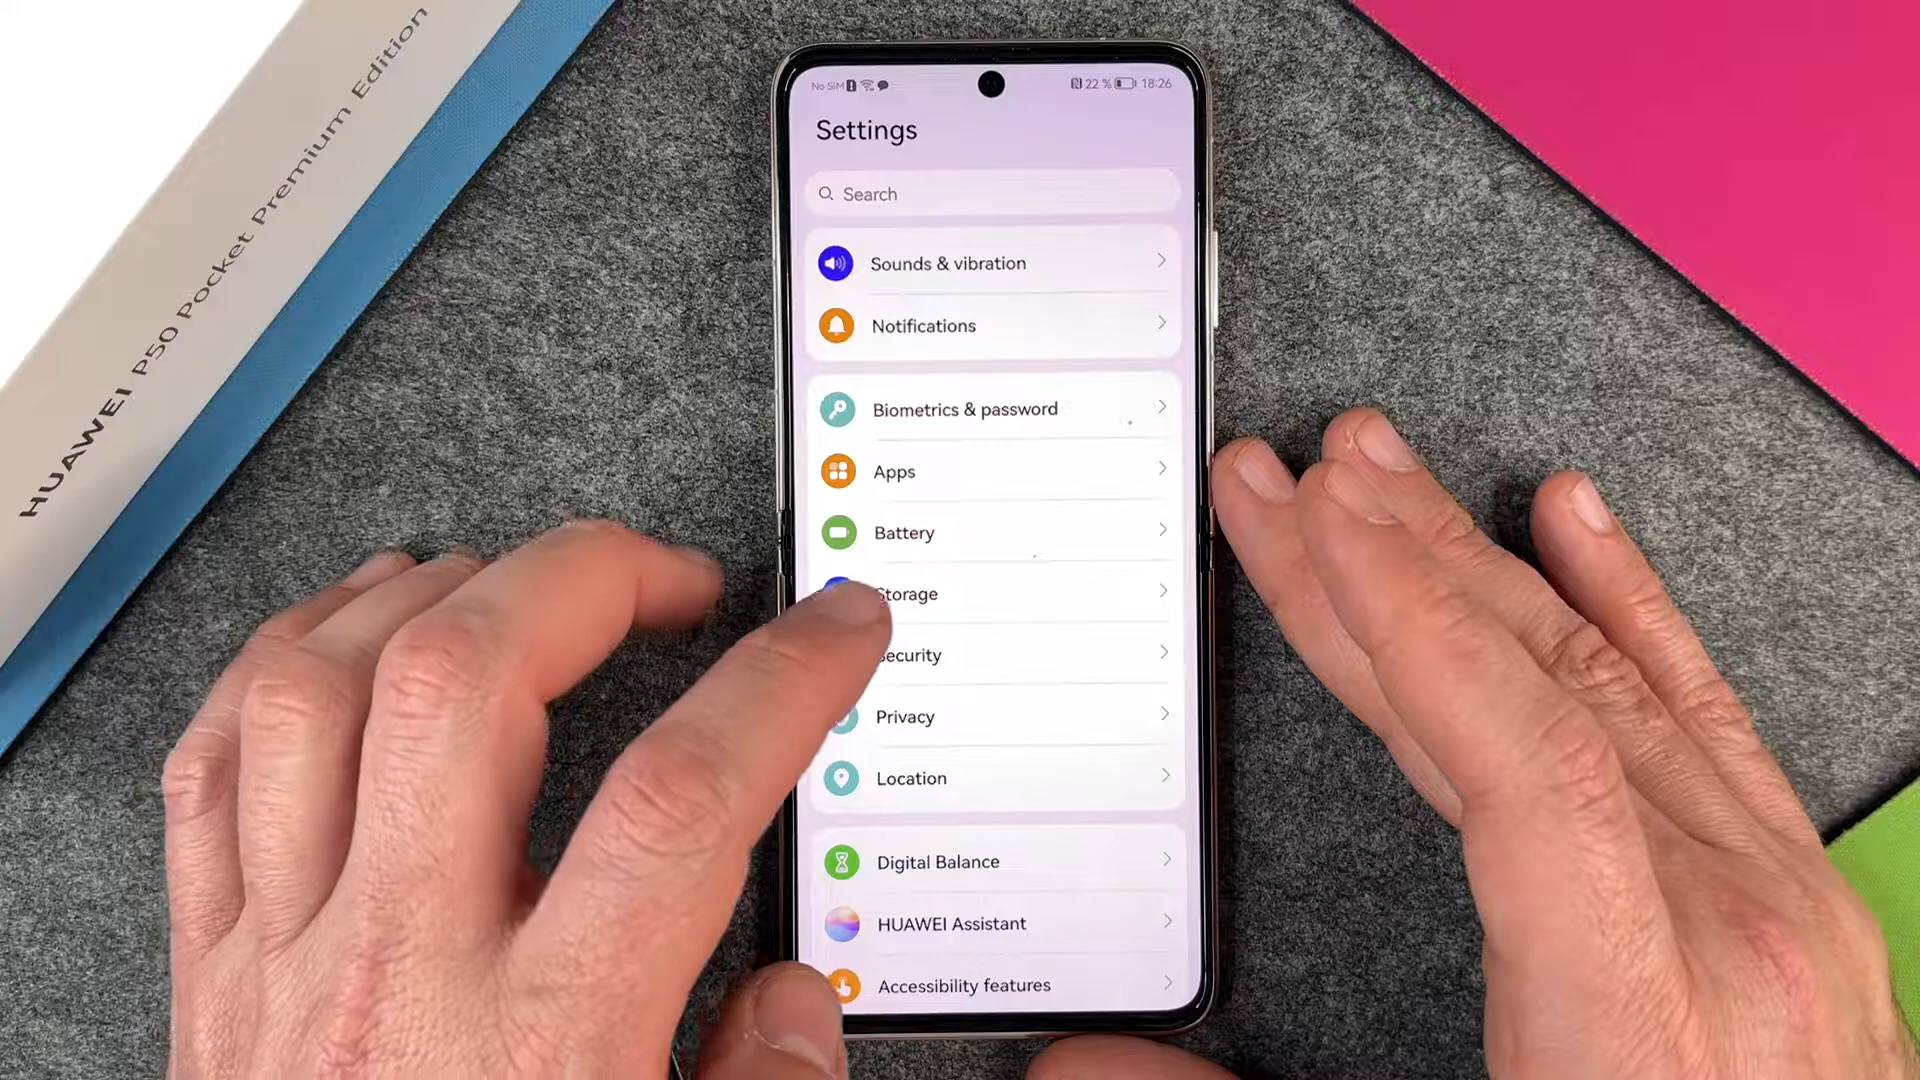 HUAWEI P50 Pocket Premium Edition
No SIM
22 %
18:26
Settings
Search
Sounds & vibration
Notifications
Biometrics & password
Apps
Battery
Storage
Security
Privacy
Location
Digital Balance
HUAWEI Assistant
Accessibility features